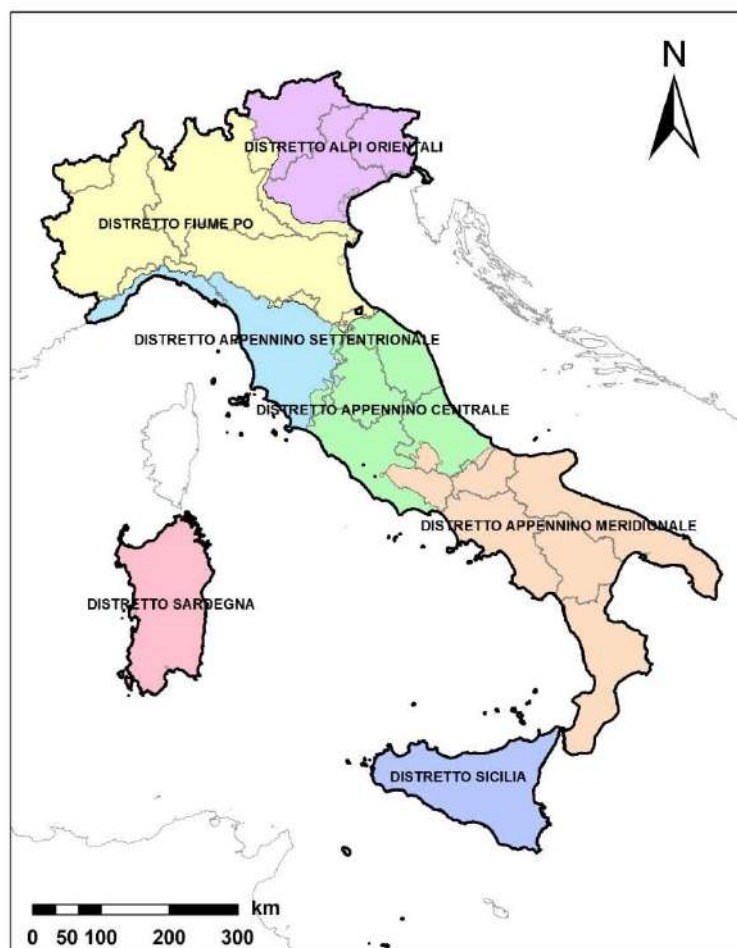 N
DISTRETTO ALPI ORIENTALI
DISTRETTO FIUME PO
DISTRETTO APPENNINO SETTENTRIONALE
DISTRETTO APPENNINO CENTRALE
DISTRETTO APPENNINO MERIDIONALE
DISTRETTO SARDEGNA
DISTRETTO SICILIA
km
0 50 100 200 300